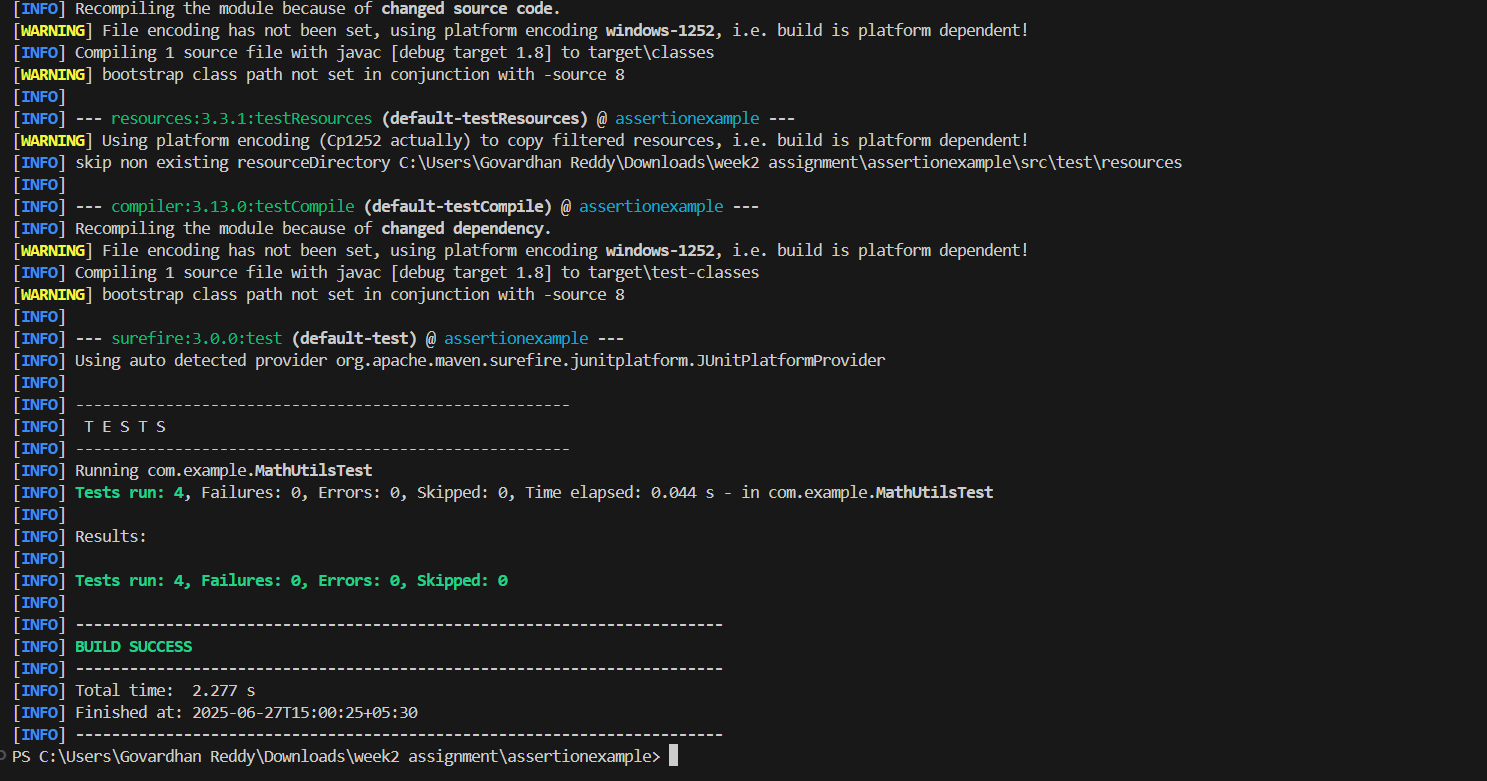 [INFO] Recompiling the module because of changed source code.
[WARNING] File encoding has not been set, using platform encoding windows-1252, i.e. build is platform dependent!
[INFO] Compiling 1 source file with javac [debug target 1.8] to target\classes
[WARNING] bootstrap class path not set in conjunction with -source 8
[INFO]
[INFO] --- resources:3.3.1:testResources (default-testResources) @ assertionexample ---
[WARNING] Using platform encoding (Cp1252 actually) to copy filtered resources, i.e. build is platform dependent!
[INFO] skip non existing resourceDirectory C:\Users\Govardhan Reddy\Downloads\week2 assignment\assertionexample\src\test\resources
[INFO]
[INFO] --- compiler:3.13.0:testCompile (default-testCompile) @ assertionexample ---
[INFO] Recompiling the module because of changed dependency.
[WARNING] File encoding has not been set, using platform encoding windows-1252, i.e. build is platform dependent!
[INFO] Compiling 1 source file with javac [debug target 1.8] to target\test-classes
[WARNING] bootstrap class path not set in conjunction with -source 8
[INFO]
[INFO] --- surefire:3.0.0:test (default-test) @ assertionexample ---
[INFO] Using auto detected provider org.apache.maven.surefire.junitplatform.JUnitPlatformProvider
[INFO]
[INFO] -------------------------------------------------------
[INFO]  T E S T S
[INFO] -------------------------------------------------------
[INFO] Running com.example.MathUtilsTest
[INFO] Tests run: 4, Failures: 0, Errors: 0, Skipped: 0, Time elapsed: 0.044 s - in com.example.MathUtilsTest
[INFO]
[INFO] Results:
[INFO]
[INFO] Tests run: 4, Failures: 0, Errors: 0, Skipped: 0
[INFO]
[INFO] ------------------------------------------------------------------------
[INFO] BUILD SUCCESS
[INFO] ------------------------------------------------------------------------
[INFO] Total time:  2.277 s
[INFO] Finished at: 2025-06-27T15:00:25+05:30
[INFO] ------------------------------------------------------------------------
PS C:\Users\Govardhan Reddy\Downloads\week2 assignment\assertionexample>